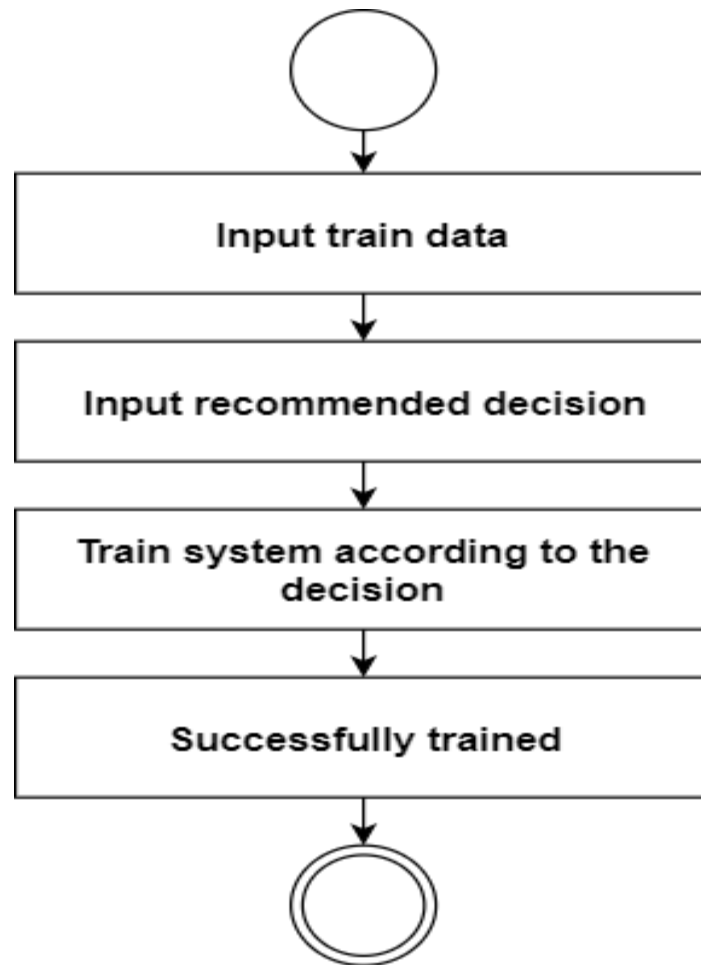 Input train data
Input recommended decision
Train system according to the
decision
Successfully trained